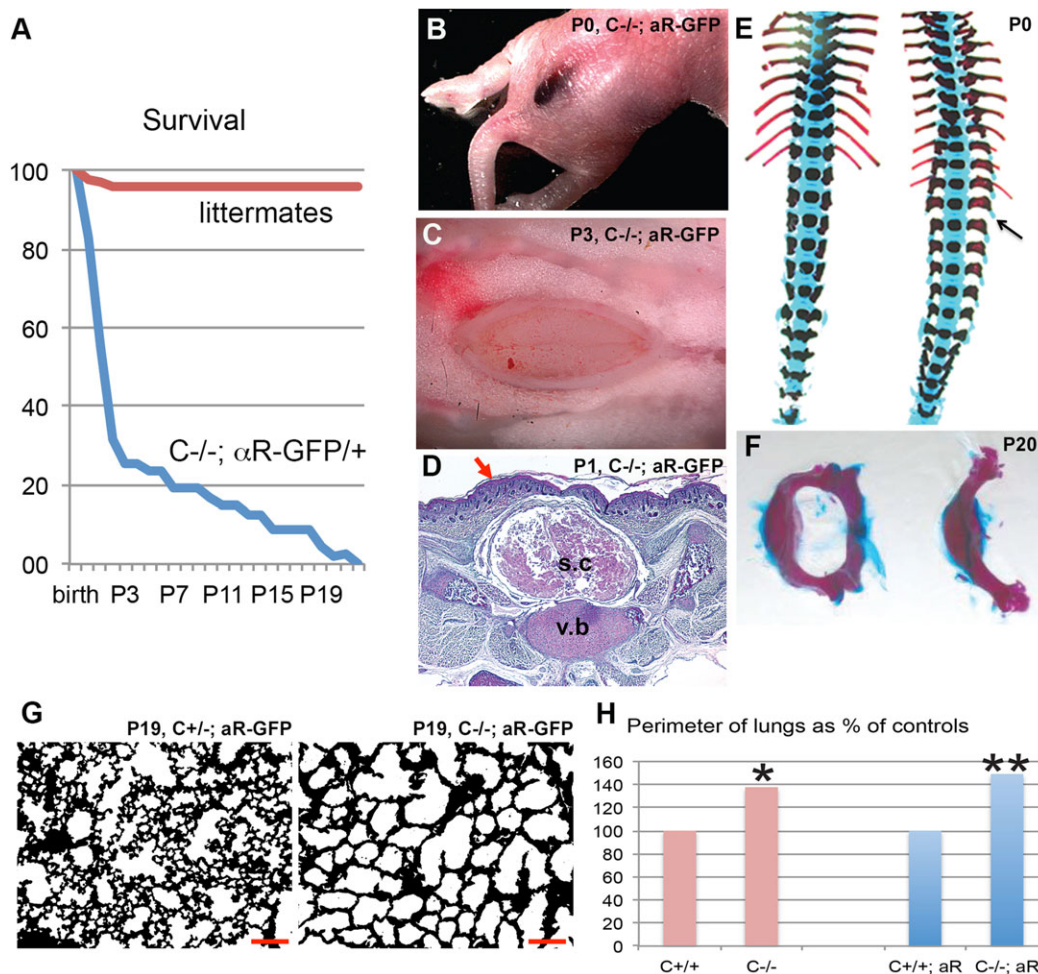 A
Survival
100
80
60
40
20
00
littermates
C-/-; αR-GFP/+
birth P3 P7 P11 P15 P19
B
P0, C-/-; aR-GFP
C
P3, C-/-; aR-GFP
D
P1, C-/-; aR-GFP
s.c
v.b
E
P0
F
P20
G
P19, C+/-; aR-GFP
P19, C-/-; aR-GFP
H
Perimeter of lungs as % of controls
160
140
120
100
80
60
40
20
0
*
**
C+/+ C-/- C+/+; aR C-/-; aR